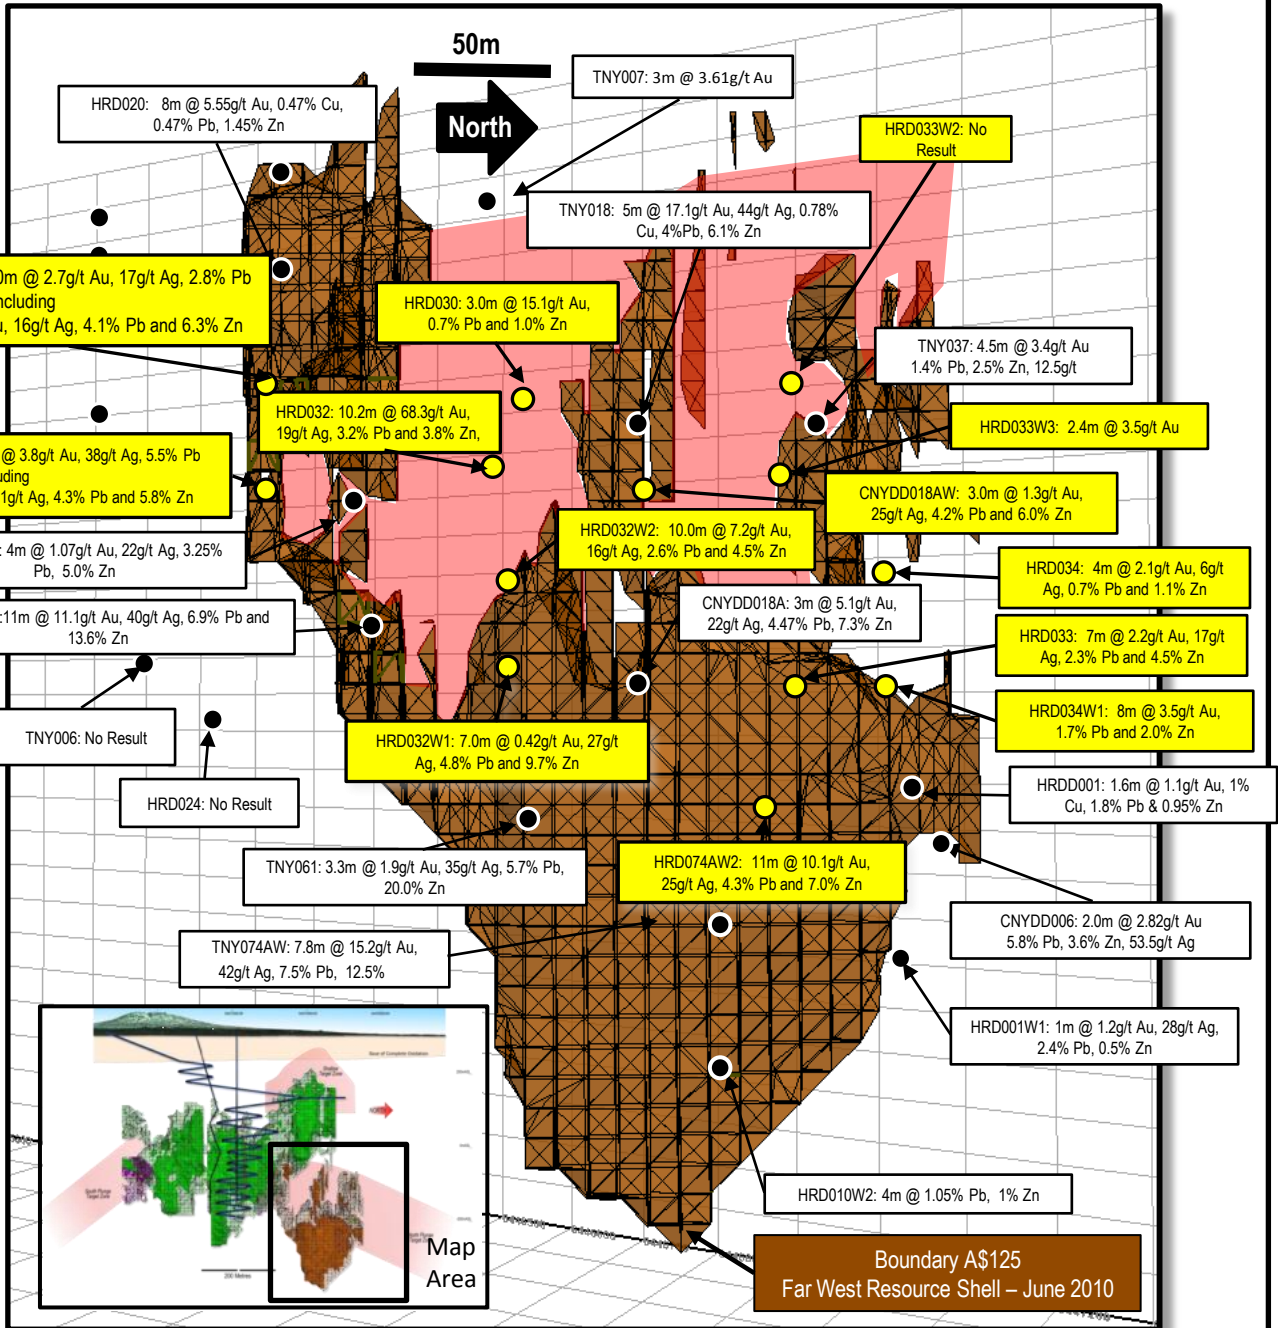 50m
North
TNY007: 3m @ 3.61g/t Au
HRD020: 8m @ 5.55g/t Au, 0.47% Cu,
0.47% Pb, 1.45% Zn
HRD033W2: No
Result
TNY018: 5m @ 17.1g/t Au, 44g/t Ag, 0.78%
Cu, 4%Pb, 6.1% Zn
0m @ 2.7g/t Au, 17g/t Ag, 2.8% Pb
including
u, 16g/t Ag, 4.1% Pb and 6.3% Zn
HRD030: 3.0m @ 15.1g/t Au,
0.7% Pb and 1.0% Zn
TNY037: 4.5m @ 3.4g/t Au
1.4% Pb, 2.5% Zn, 12.5g/t
HRD032: 10.2m @ 68.3g/t Au,
19g/t Ag, 3.2% Pb and 3.8% Zn,
HRD033W3: 2.4m @ 3.5g/t Au
@ 3.8g/t Au, 38g/t Ag, 5.5% Pb
cluding
1g/t Ag, 4.3% Pb and 5.8% Zn
CNYDD018AW: 3.0m @ 1.3g/t Au,
25g/t Ag, 4.2% Pb and 6.0% Zn
HRD032W2: 10.0m @ 7.2g/t Au,
16g/t Ag, 2.6% Pb and 4.5% Zn
: 4m @ 1.07g/t Au, 22g/t Ag, 3.25%
Pb, 5.0% Zn
HRD034: 4m @ 2.1g/t Au, 6g/t
Ag, 0.7% Pb and 1.1% Zn
CNYDD018A: 3m @ 5.1g/t Au,
22g/t Ag, 4.47% Pb, 7.3% Zn
:11m @ 11.1g/t Au, 40g/t Ag, 6.9% Pb and
13.6% Zn
HRD033: 7m @ 2.2g/t Au, 17g/t
Ag, 2.3% Pb and 4.5% Zn
HRD034W1: 8m @ 3.5g/t Au,
1.7% Pb and 2.0% Zn
TNY006: No Result
HRD032W1: 7.0m @ 0.42g/t Au, 27g/t
Ag, 4.8% Pb and 9.7% Zn
HRD024: No Result
HRDD001: 1.6m @ 1.1g/t Au, 1%
Cu, 1.8% Pb & 0.95% Zn
TNY061: 3.3m @ 1.9g/t Au, 35g/t Ag, 5.7% Pb,
20.0% Zn
HRD074AW2: 11m @ 10.1g/t Au,
25g/t Ag, 4.3% Pb and 7.0% Zn
CNYDD006: 2.0m @ 2.82g/t Au
5.8% Pb, 3.6% Zn, 53.5g/t Ag
TNY074AW: 7.8m @ 15.2g/t Au,
42g/t Ag, 7.5% Pb, 12.5%
HRD001W1: 1m @ 1.2g/t Au, 28g/t Ag,
2.4% Pb, 0.5% Zn
HRD010W2: 4m @ 1.05% Pb, 1% Zn
Map
Area
200 Metres
Boundary A$125
Far West Resource Shell – June 2010